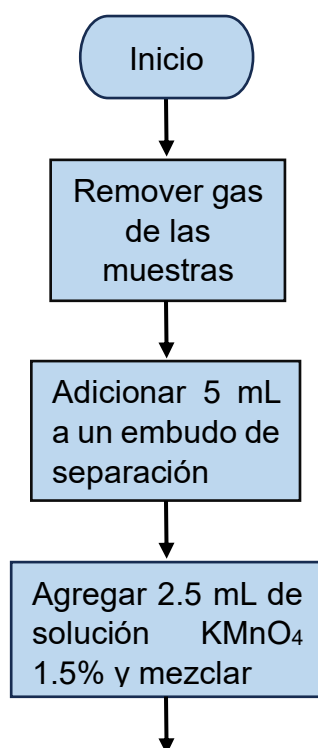 Inicio
Remover gas
de las
muestras
Adicionar 5 mL
a un embudo de
separación
Agregar 2.5 mL de
solución KMnO₄
1.5% y mezclar